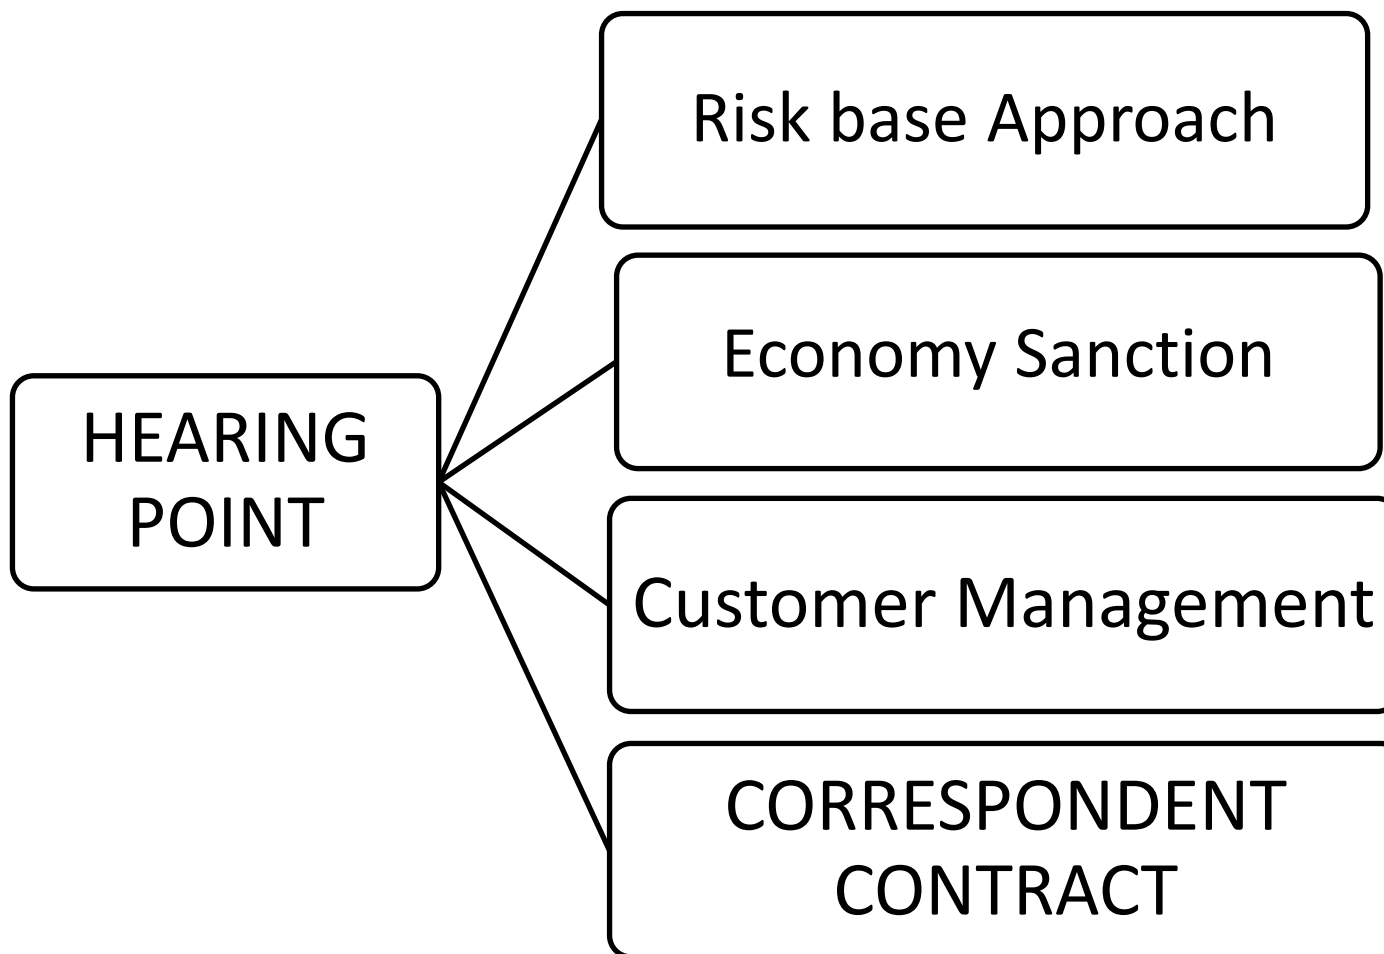 Risk base Approach
Economy Sanction
HEARING
POINT
Customer Management
CORRESPONDENT
CONTRACT